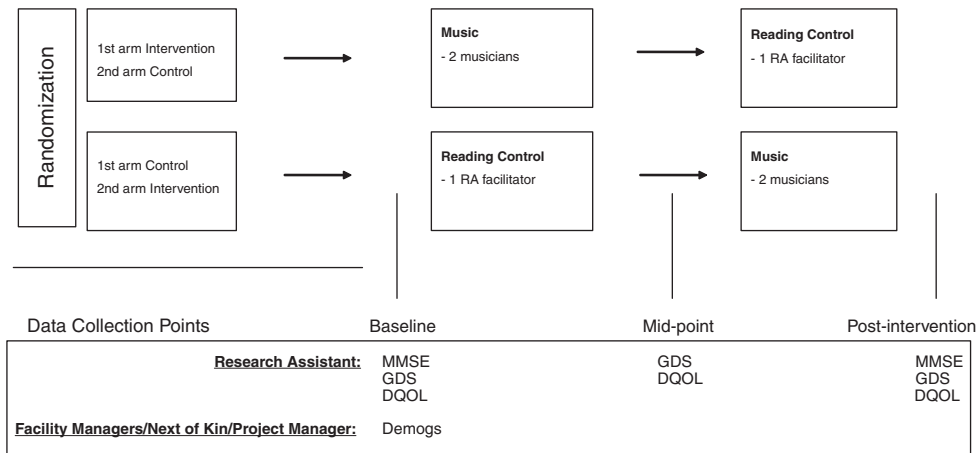 Randomization
1st arm Intervention
2nd arm Control
Music
- 2 musicians
Reading Control
- 1 RA facilitator
1st arm Control
2nd arm Intervention
Reading Control
- 1 RA facilitator
Music
- 2 musicians
Data Collection Points Baseline Mid-point Post-intervention
Research Assistant: MMSE GDS MMSE
GDS DQOL GDS
DQOL DQOL
Facility Managers/Next of Kin/Project Manager: Demogs